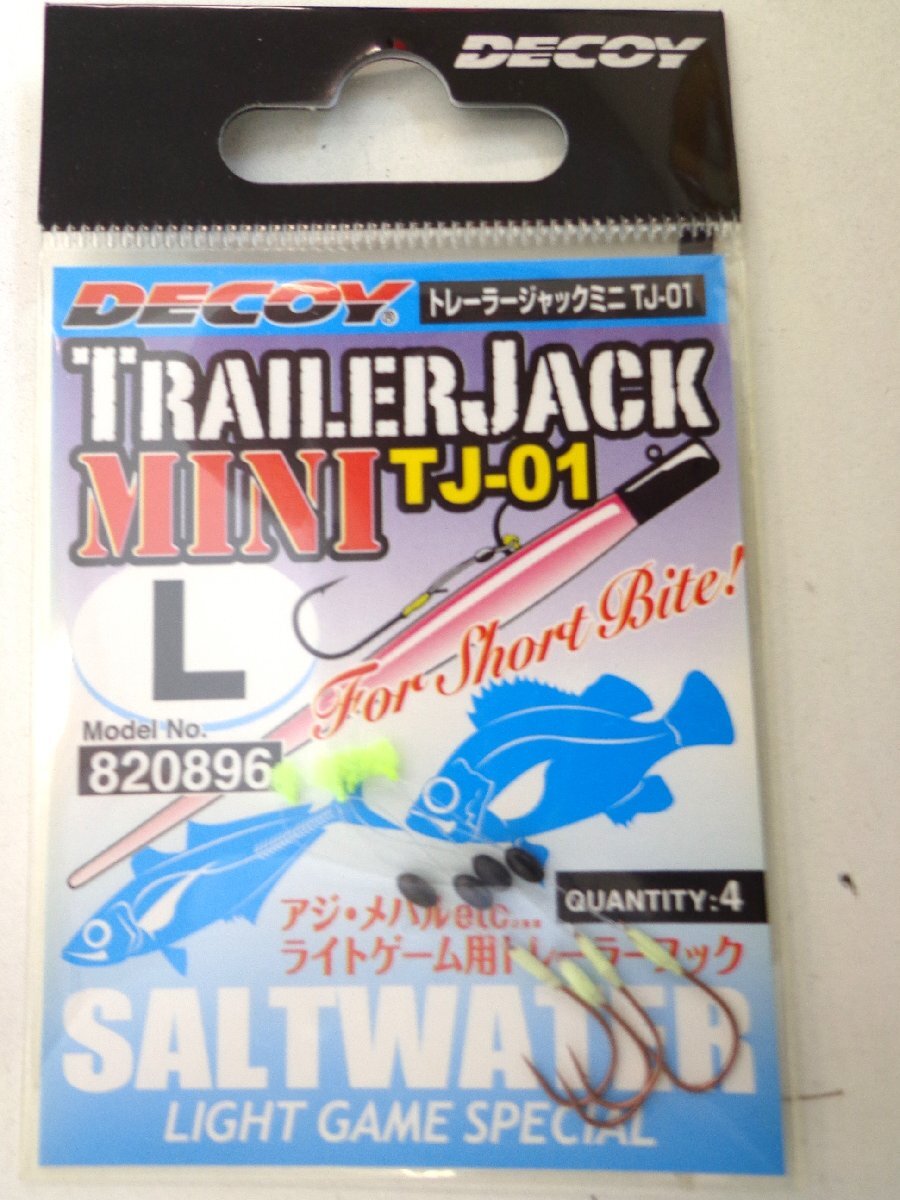 DECOY
DECOY® トレーラージャックミニ TJ-01
TRAILERJACK
MINI TJ-01
L
For Short Bite!
Model No.
820896
QUANTITY:4
アジ・メバルetc...
ライトゲーム用トレーラーフック
SALTWATER
LIGHT GAME SPECIAL